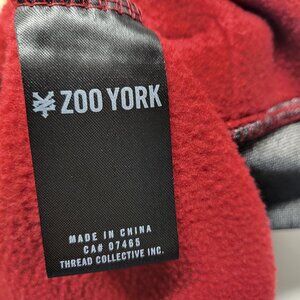 ZOO YORK
MADE IN CHINA
CA# 07465
THREAD COLLECTIVE INC.